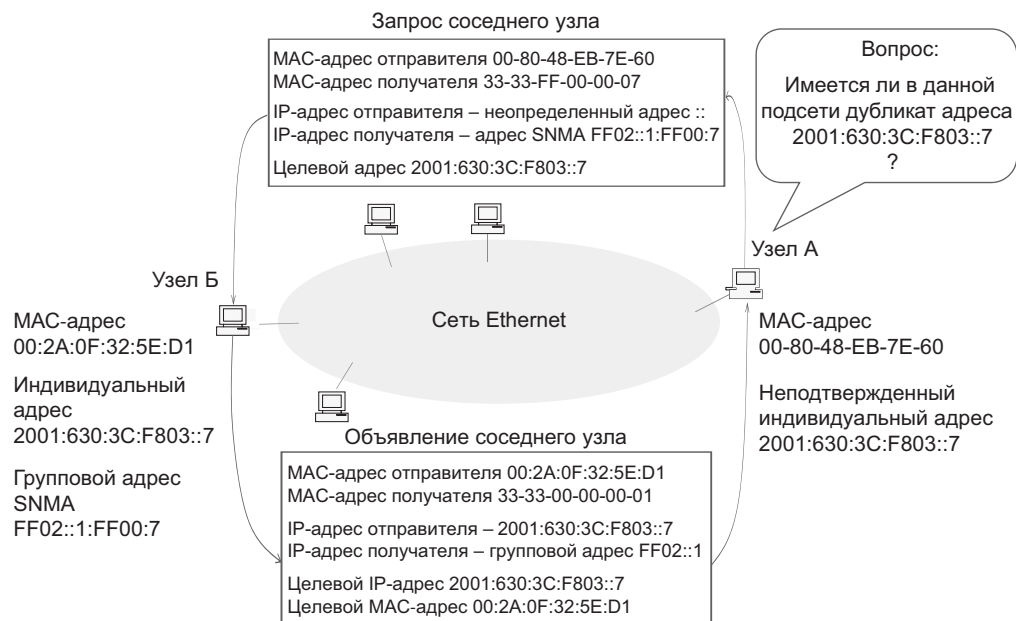 Запрос соседнего узла
MAC-адрес отправителя 00-80-48-EB-7E-60
MAC-адрес получателя 33-33-FF-00-00-07
IP-адрес отправителя – неопределенный адрес ::
IP-адрес получателя – адрес SNMA FF02::1:FF00:7
Целевой адрес 2001:630:3C:F803::7
Вопрос:
Имеется ли в данной
подсети дубликат адреса
2001:630:3C:F803::7
?
Узел А
Узел Б
Сеть Ethernet
MAC-адрес
00:2A:0F:32:5E:D1
Индивидуальный
адрес
2001:630:3C:F803::7
Групповой адрес
SNMA
FF02::1:FF00:7
MAC-адрес
00-80-48-EB-7E-60
Неподтвержденный
индивидуальный адрес
2001:630:3C:F803::7
Объявление соседнего узла
MAC-адрес отправителя 00:2A:0F:32:5E:D1
MAC-адрес получателя 33-33-00-00-00-01
IP-адрес отправителя – 2001:630:3C:F803::7
IP-адрес получателя – групповой адрес FF02::1
Целевой IP-адрес 2001:630:3C:F803::7
Целевой MAC-адрес 00:2A:0F:32:5E:D1